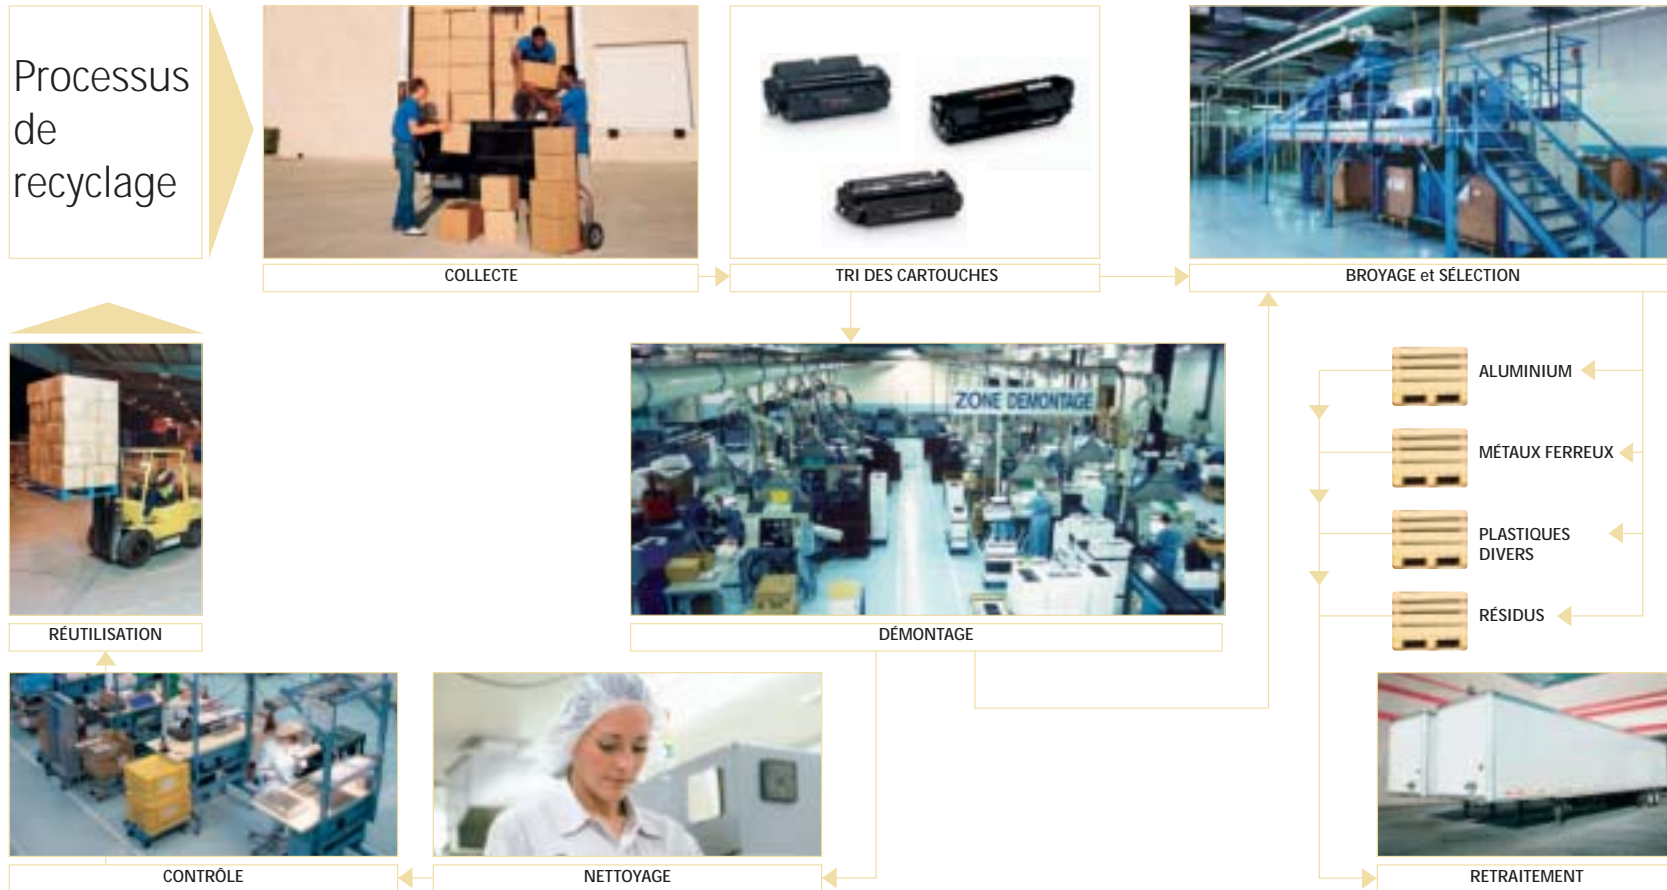 Processus
de
recyclage
COLLECTE
TRI DES CARTOUCHES
BROYAGE et SÉLECTION
ZONE DEMONTAGE
ALUMINIUM
MÉTAUX FERREUX
PLASTIQUES
DIVERS
RÉSIDUS
RÉUTILISATION
DÉMONTAGE
CONTRÔLE
NETTOYAGE
RETRAITEMENT